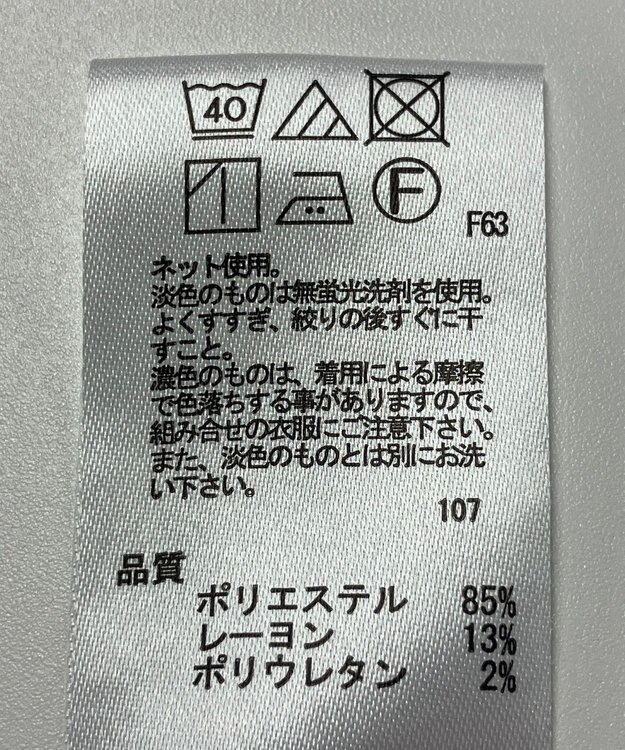 40
F
F63
ネット使用。
淡色のものは無蛍光洗剤を使用。
よくすすぎ、絞りの後すぐに干
すこと。
濃色のものは、着用による摩擦
で色落ちする事がありますので、
組み合せの衣服にご注意下さい。
また、淡色のものとは別にお洗
い下さい。
107
品質
ポリエステル 85%
レーヨン 13%
ポリウレタン 2%